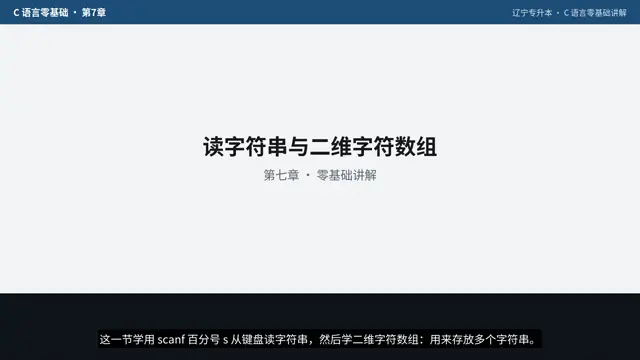 C 语言零基础 · 第7章
辽宁专升本 · C 语言零基础讲解
读字符串与二维字符数组
第七章 · 零基础讲解
这一节学用 scanf 百分号 s 从键盘读字符串，然后学二维字符数组：用来存放多个字符串。